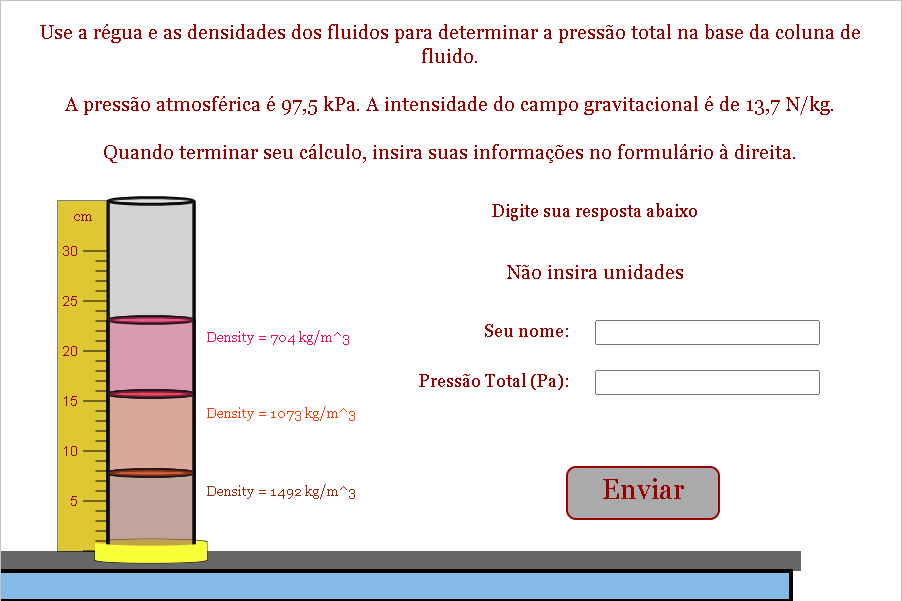 Use a régua e as densidades dos fluidos para determinar a pressão total na base da coluna de
fluido.
A pressão atmosférica é 97,5 kPa. A intensidade do campo gravitacional é de 13,7 N/kg.
Quando terminar seu cálculo, insira suas informações no formulário à direita.
cm
30
25
20
15
10
5
Density = 704 kg/m^3
Density = 1073 kg/m^3
Density = 1492 kg/m^3
Digite sua resposta abaixo
Não insira unidades
Seu nome:
Pressão Total (Pa):
Enviar